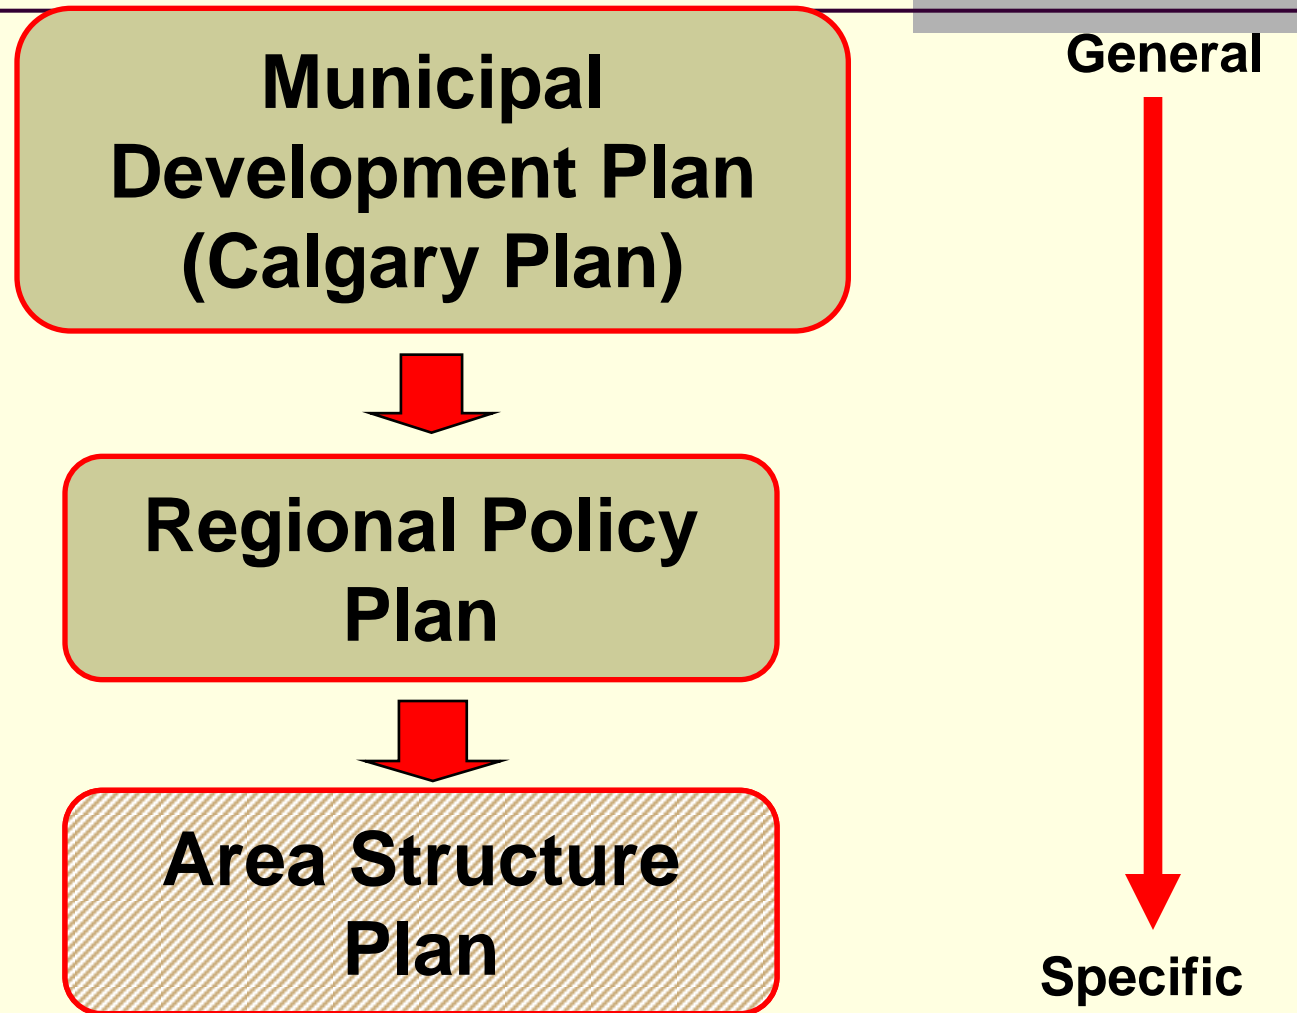 Municipal
Development Plan
(Calgary Plan)
General
Regional Policy
Plan
Area Structure
Plan
Specific